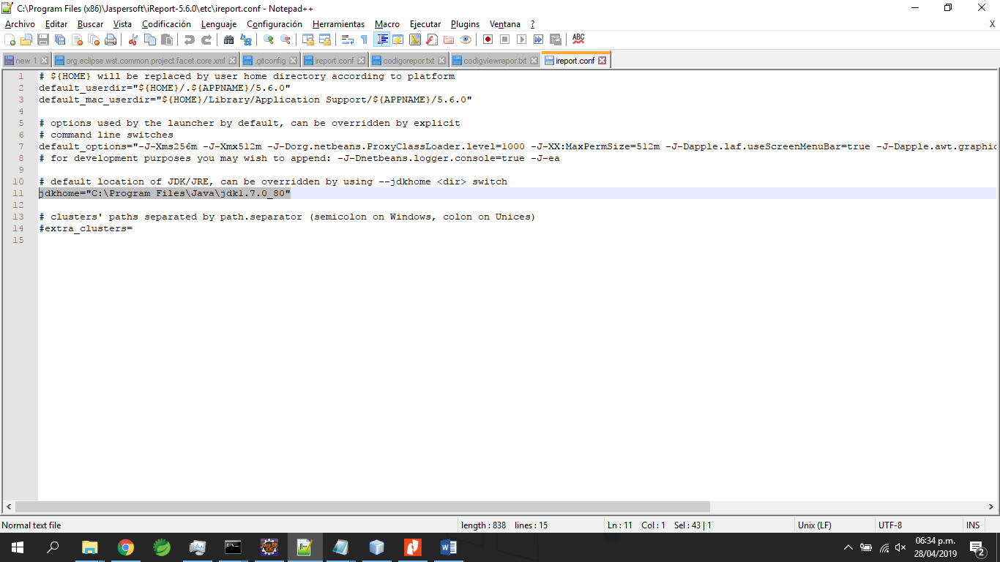 C:\Program Files (x86)\Jaspersoft\iReport-5.6.0\etc\ireport.conf - Notepad++
Archivo Editar Buscar Vista Codificación Lenguaje Configuración Herramientas Macro Ejecutar Plugins Ventana ? X
new 1 org.eclipse.wst.common.project.facet.core.xml gitconfig ireport.conf codigorepor.txt codigviewrepor.txt ireport.conf
1 # ${HOME} will be replaced by user home directory according to platform
2 default_userdir="${HOME}/.${APPNAME}/5.6.0"
3 default_mac_userdir="${HOME}/Library/Application Support/${APPNAME}/5.6.0"
4
5 # options used by the launcher by default, can be overridden by explicit
6 # command line switches
7 default_options="-J-Xms256m -J-Xmx512m -J-Dorg.netbeans.ProxyClassLoader.level=1000 -J-XX:MaxPermSize=512m -J-Dapple.laf.useScreenMenuBar=true -J-Dapple.awt.graphic
8 # for development purposes you may wish to append: -J-Dnetbeans.logger.console=true -J-ea
9
10 # default location of JDK/JRE, can be overridden by using --jdkhome <dir> switch
11 jdkhome="C:\Program Files\Java\jdk1.7.0_80"
12
13 # clusters' paths separated by path.separator (semicolon on Windows, colon on Unices)
14 #extra_clusters=
15
Normal text file length : 838 lines : 15 Ln : 11 Col : 1 Sel : 43 | 1 Unix (LF) UTF-8 INS
06:34 p.m.
28/04/2019
2